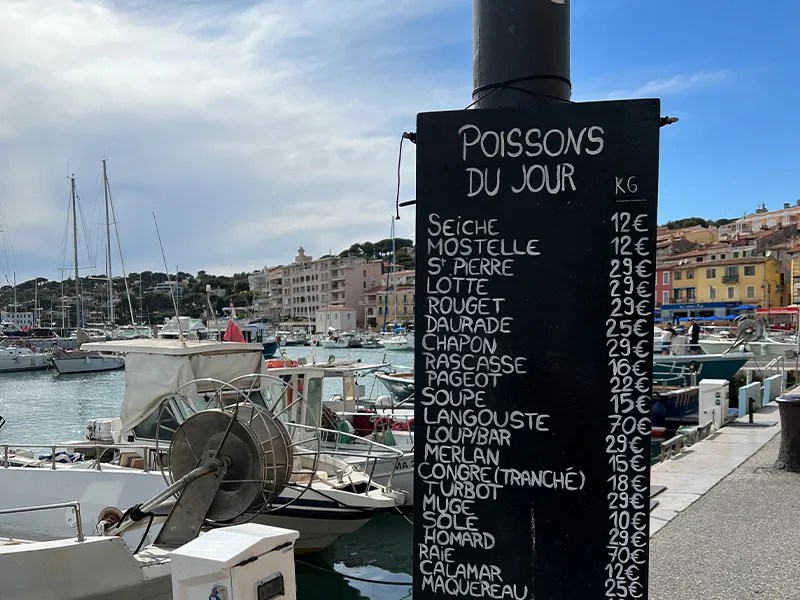 POISSONS
DU JOUR KG
SEICHE 12€
MOSTELLE 12€
ST PIERRE 29€
LOTTE 29€
ROUGET 29€
DAURADE 25€
CHAPON 29€
RASCASSE 16€
PAGEOT 22€
SOUPE 15€
LANGOUSTE 70€
LOUP/BAR 29€
MERLAN 15€
CONGRE (TRANCHÉ) 18€
TURBOT 29€
MUGE 10€
SOLE 29€
HOMARD 70€
RAIE 12€
CALAMAR 25€
MAQUEREAU
MA